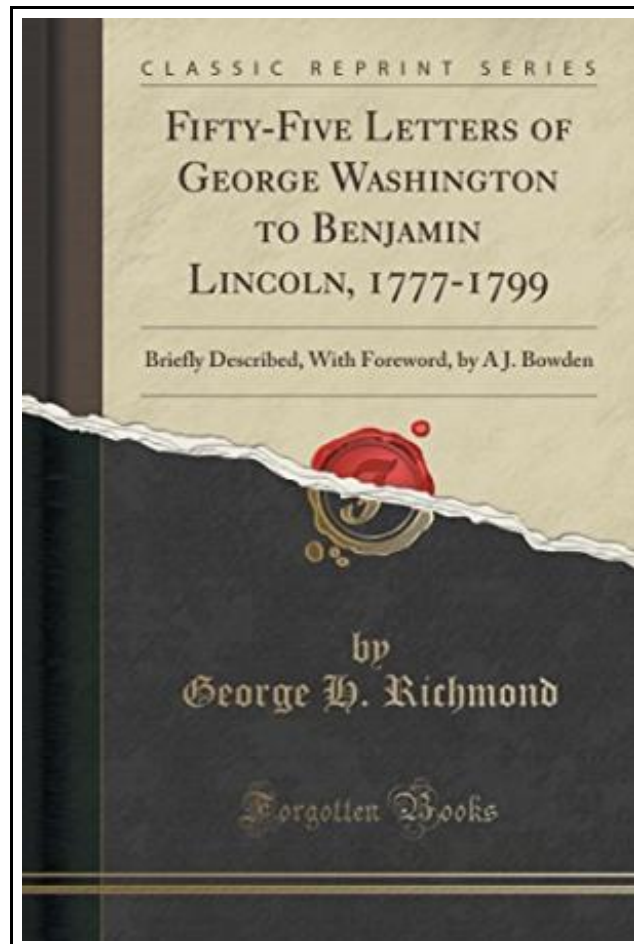 CLASSIC REPRINT SERIES
FIFTY-FIVE LETTERS OF
GEORGE WASHINGTON
TO BENJAMIN
LINCOLN, 1777-1799
Briefly Described, With Foreword, by A J. Bowden
by
George H. Richmond
Forgotten Books